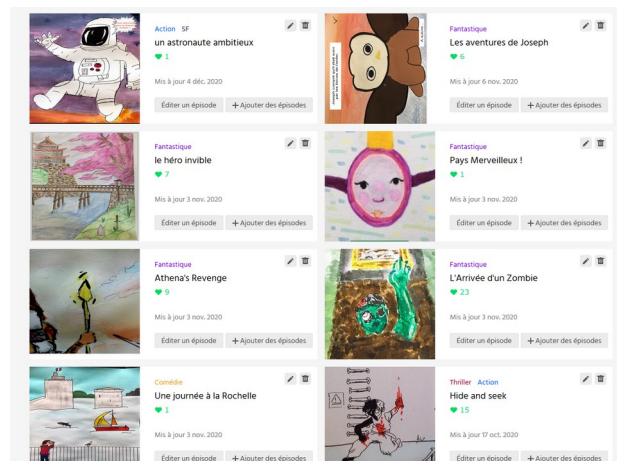 Action SF
un astronaute ambitieux
1
Mis à jour 4 déc. 2020
Éditer un épisode + Ajouter des épisodes
Fantastique
Les aventures de Joseph
6
Mis à jour 6 nov. 2020
Éditer un épisode + Ajouter des épisodes
Fantastique
le héro invible
7
Mis à jour 3 nov. 2020
Éditer un épisode + Ajouter des épisodes
Fantastique
Pays Merveilleux !
1
Mis à jour 3 nov. 2020
Éditer un épisode + Ajouter des épisodes
Fantastique
Athena's Revenge
9
Mis à jour 3 nov. 2020
Éditer un épisode + Ajouter des épisodes
Fantastique
L'Arrivée d'un Zombie
23
Mis à jour 3 nov. 2020
Éditer un épisode + Ajouter des épisodes
Comédie
Une journée à la Rochelle
1
Mis à jour 3 nov. 2020
Éditer un épisode + Ajouter des épisodes
Thriller Action
Hide and seek
15
Mis à jour 17 oct. 2020
Éditer un épisode + Ajouter des épisodes